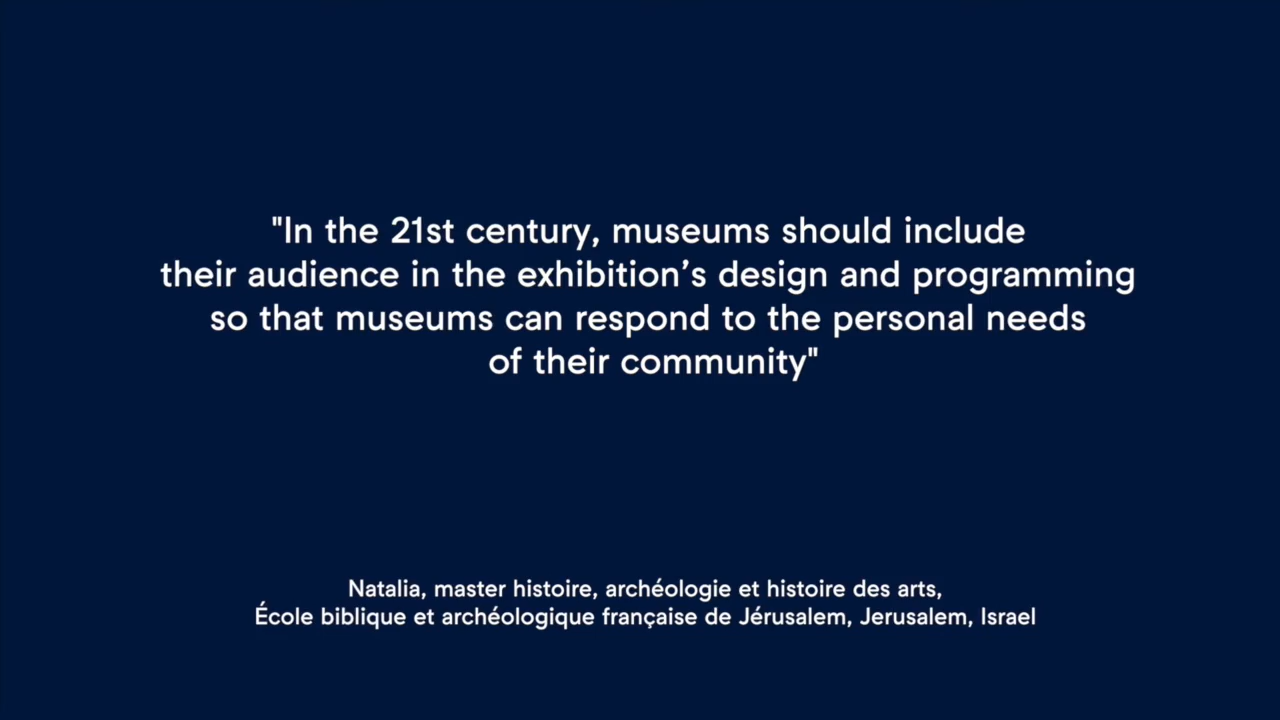 "In the 21st century, museums should include
their audience in the exhibition’s design and programming
so that museums can respond to the personal needs
of their community"
Natalia, master histoire, archéologie et histoire des arts,
École biblique et archéologique française de Jérusalem, Jerusalem, Israel